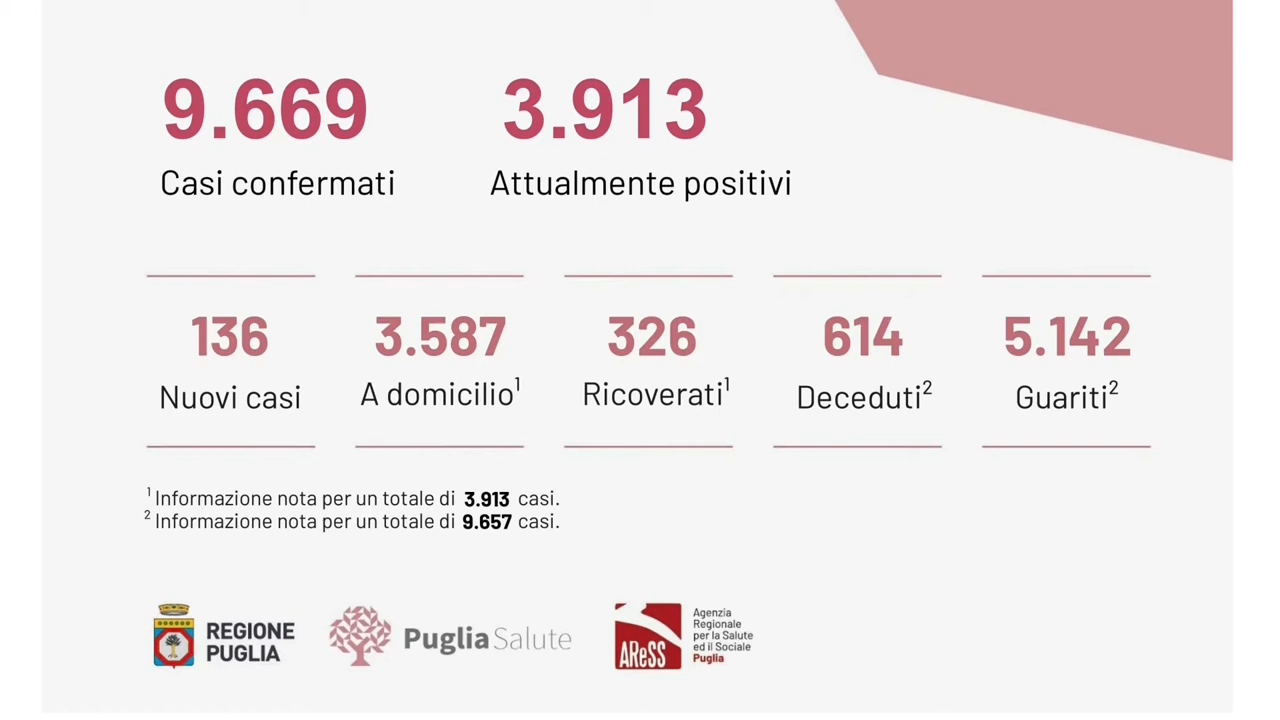 9.669 3.913
Casi confermati Attualmente positivi
136 3.587 326 614 5.142
Nuovi casi A domicilio¹ Ricoverati¹ Deceduti² Guariti²
¹ Informazione nota per un totale di 3.913 casi.
² Informazione nota per un totale di 9.657 casi.
REGIONE
PUGLIA
PugliaSalute
AReSS
Agenzia
Regionale
per la Salute
ed il Sociale
Puglia